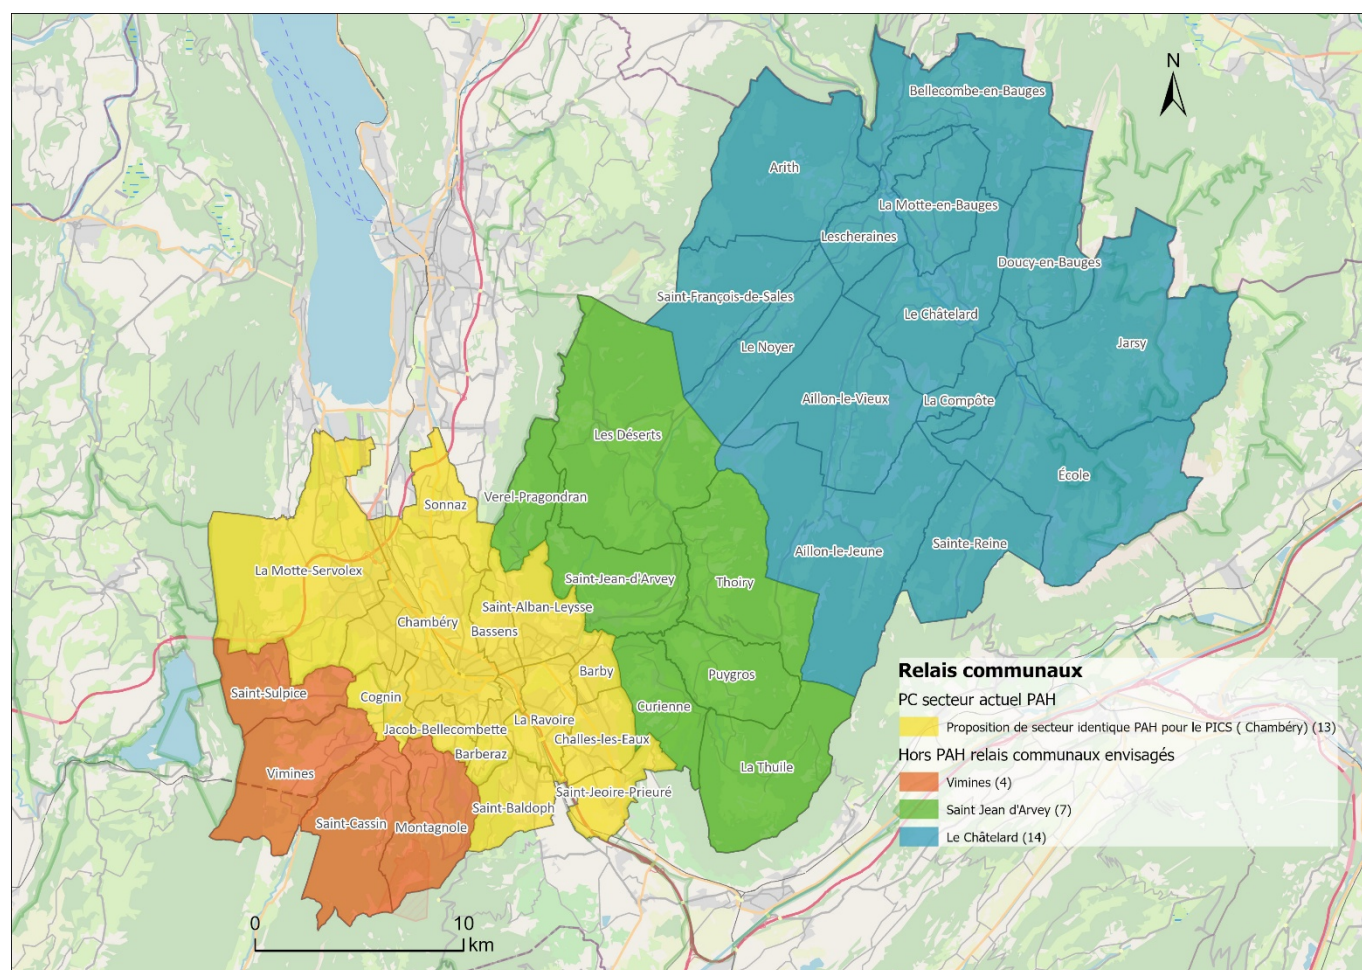 N
Bellecombe-en-Bauges
Arith
La Motte-en-Bauges
Lescheraines
Doucy-en-Bauges
Saint-François-de-Sales
Le Châtelard
Le Noyer
Jarsy
Aillon-le-Vieux
La Compôte
Les Déserts
École
Verel-Pragondran
Sonnaz
Aillon-le-Jeune
Sainte-Reine
La Motte-Servolex
Saint-Jean-d'Arvey
Thoiry
Saint-Alban-Leysse
Chambéry
Bassens
Barby
Puygros
Saint-Sulpice
Cognin
Curienne
La Ravoire
Jacob-Bellecombette
Challes-les-Eaux
Barberaz
La Thuile
Vimines
Saint-Jeoire-Prieuré
Saint-Baldoph
Saint-Cassin
Montagnole
Relais communaux
PC secteur actuel PAH
Proposition de secteur identique PAH pour le PICS ( Chambéry) (13)
Hors PAH relais communaux envisagés
Vimines (4)
Saint Jean d'Arvey (7)
Le Châtelard (14)
0 10
km